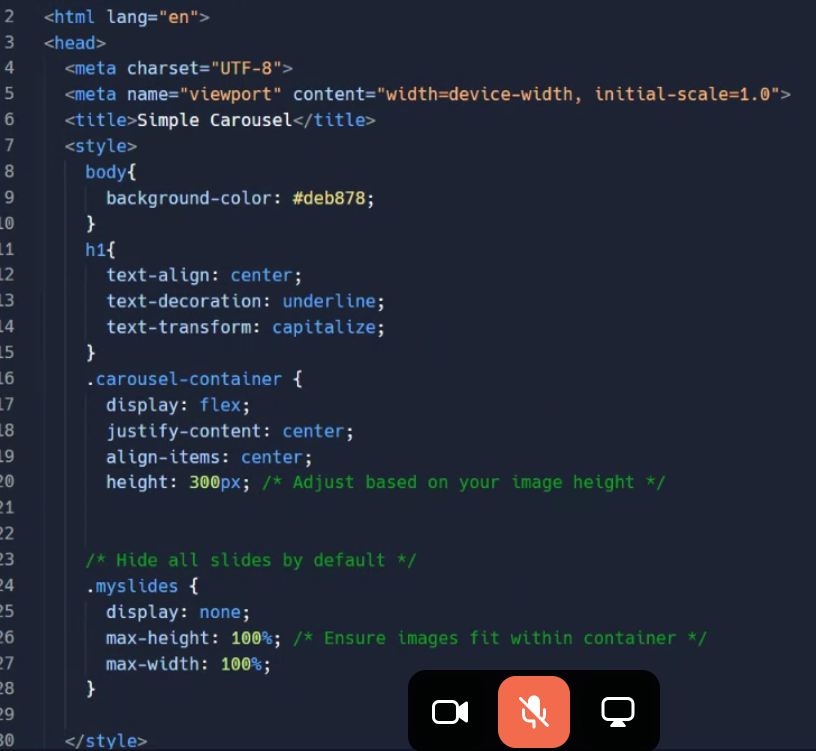 2 <html lang="en">
3 <head>
4 <meta charset="UTF-8">
5 <meta name="viewport" content="width=device-width, initial-scale=1.0">
6 <title>Simple Carousel</title>
7 <style>
8 body{
9 background-color: #deb878;
10 }
11 h1{
12 text-align: center;
13 text-decoration: underline;
14 text-transform: capitalize;
15 }
16 .carousel-container {
17 display: flex;
18 justify-content: center;
19 align-items: center;
20 height: 300px; /* Adjust based on your image height */
21
22
23 /* Hide all slides by default */
24 .myslides {
25 display: none;
26 max-height: 100%; /* Ensure images fit within container */
27 max-width: 100%;
28 }
29
30 </style>